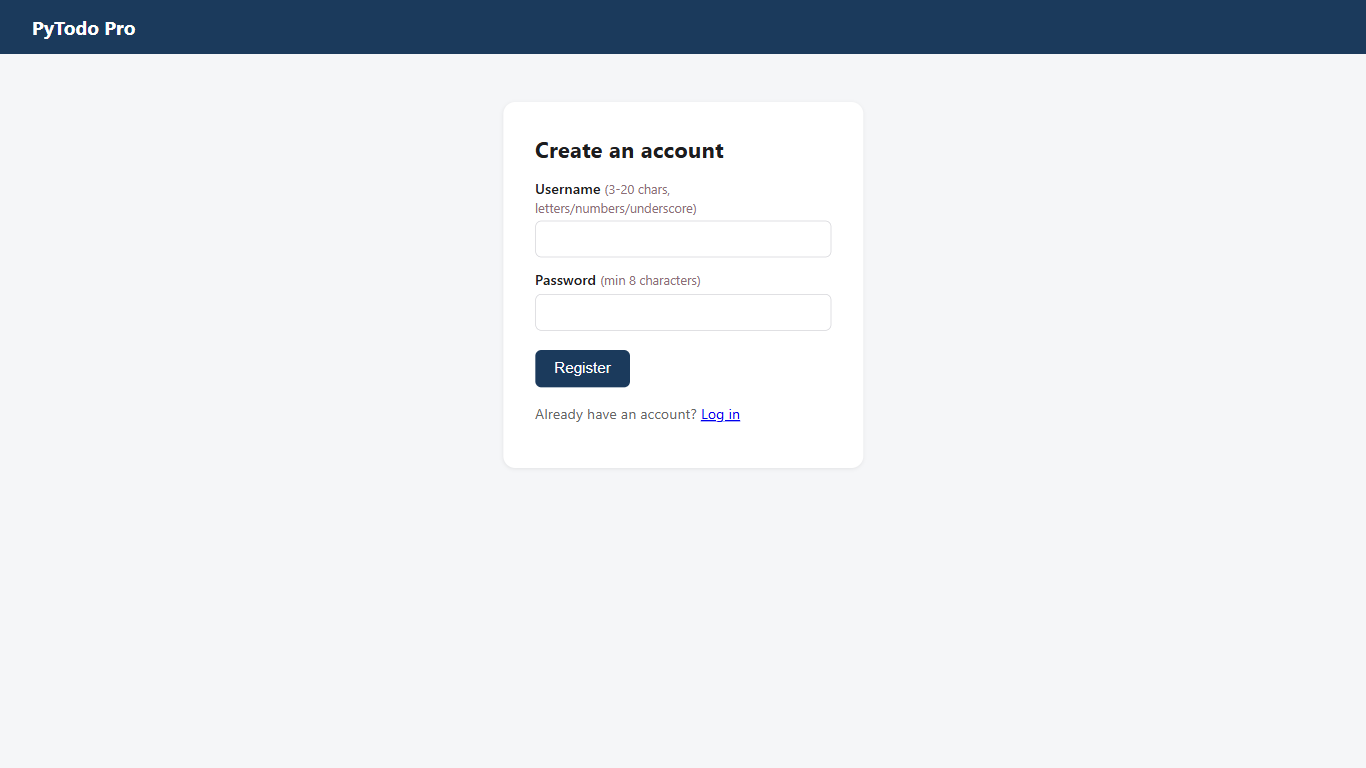 PyTodo Pro
Create an account
Username (3-20 chars,
letters/numbers/underscore)
Password (min 8 characters)
Register
Already have an account? Log in